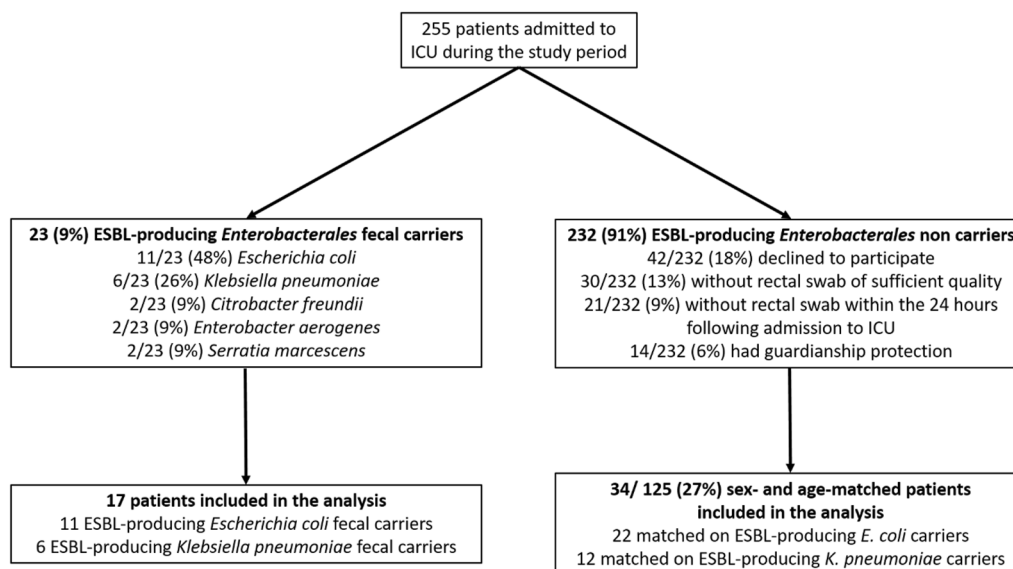 255 patients admitted to
ICU during the study period
23 (9%) ESBL-producing Enterobacterales fecal carriers
11/23 (48%) Escherichia coli
6/23 (26%) Klebsiella pneumoniae
2/23 (9%) Citrobacter freundii
2/23 (9%) Enterobacter aerogenes
2/23 (9%) Serratia marcescens
232 (91%) ESBL-producing Enterobacterales non carriers
42/232 (18%) declined to participate
30/232 (13%) without rectal swab of sufficient quality
21/232 (9%) without rectal swab within the 24 hours
following admission to ICU
14/232 (6%) had guardianship protection
17 patients included in the analysis
11 ESBL-producing Escherichia coli fecal carriers
6 ESBL-producing Klebsiella pneumoniae fecal carriers
34/ 125 (27%) sex- and age-matched patients
included in the analysis
22 matched on ESBL-producing E. coli carriers
12 matched on ESBL-producing K. pneumoniae carriers